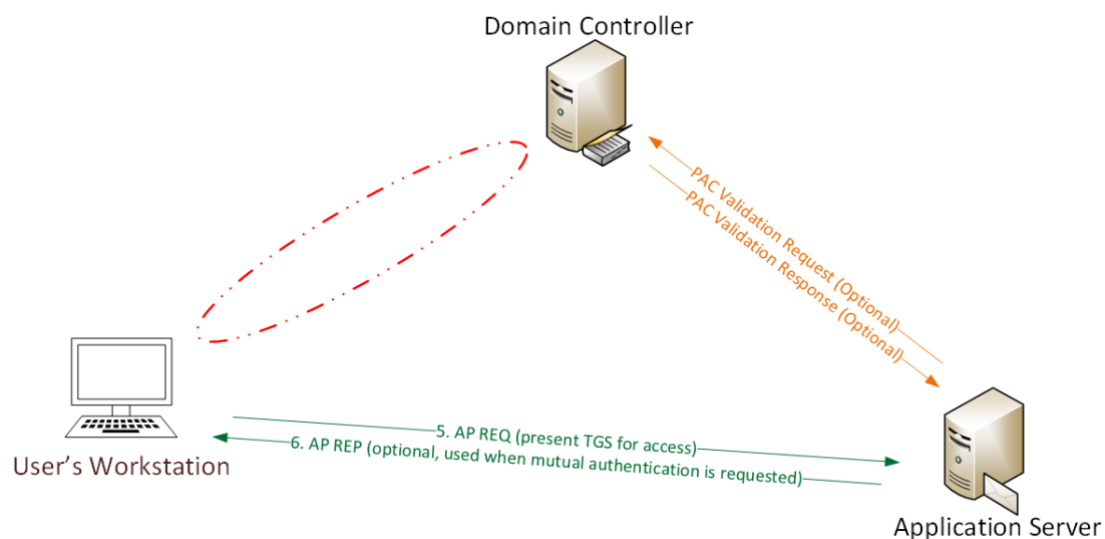 Domain Controller
PAC Validation Request (Optional)
PAC Validation Response (Optional)
5. AP REQ (present TGS for access)
6. AP REP (optional, used when mutual authentication is requested)
User's Workstation
Application Server